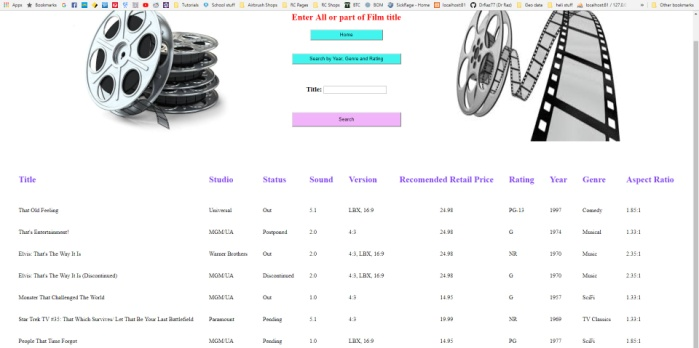 Apps Bookmarks Tutorials School stuff Airbrush Shops RC Pages RC Shops BTC BOM SickPage - Home localhost81 DrRad77 (Dr Rad) Geo data heli stuff localhost81 / 127.0 » Other bookmarks
Enter All or part of Film title
Home
Search by Year, Genre and Rating
Title:
Search
Title Studio Status Sound Version Recomended Retail Price Rating Year Genre Aspect Ratio
That Old Feeling Universal Out 5.1 LBX, 16:9 24.98 PG-13 1997 Comedy 1.85:1
That's Entertainment! MGM/UA Postponed 2.0 4:3 24.98 G 1974 Musical 1.33:1
Elvis: That's The Way It Is Warner Brothers Out 2.0 4:3, LBX, 16:9 24.98 NR 1970 Music 2.35:1
Elvis: That's The Way It Is (Discontinued) MGM/UA Discontinued 2.0 4:3, LBX, 16:9 24.98 G 1970 Music 2.35:1
Monster That Challenged The World MGM/UA Out 1.0 4:3 14.95 G 1957 SciFi 1.33:1
Star Trek TV #35: That Which Survives/ Let That Be Your Last Battlefield Paramount Pending 5.1 4:3 19.99 NR 1969 TV Classics 1.33:1
People That Time Forgot MGM/UA Pending 1.0 LBX, 16:9 14.95 PG 1977 SciFi 1.85:1